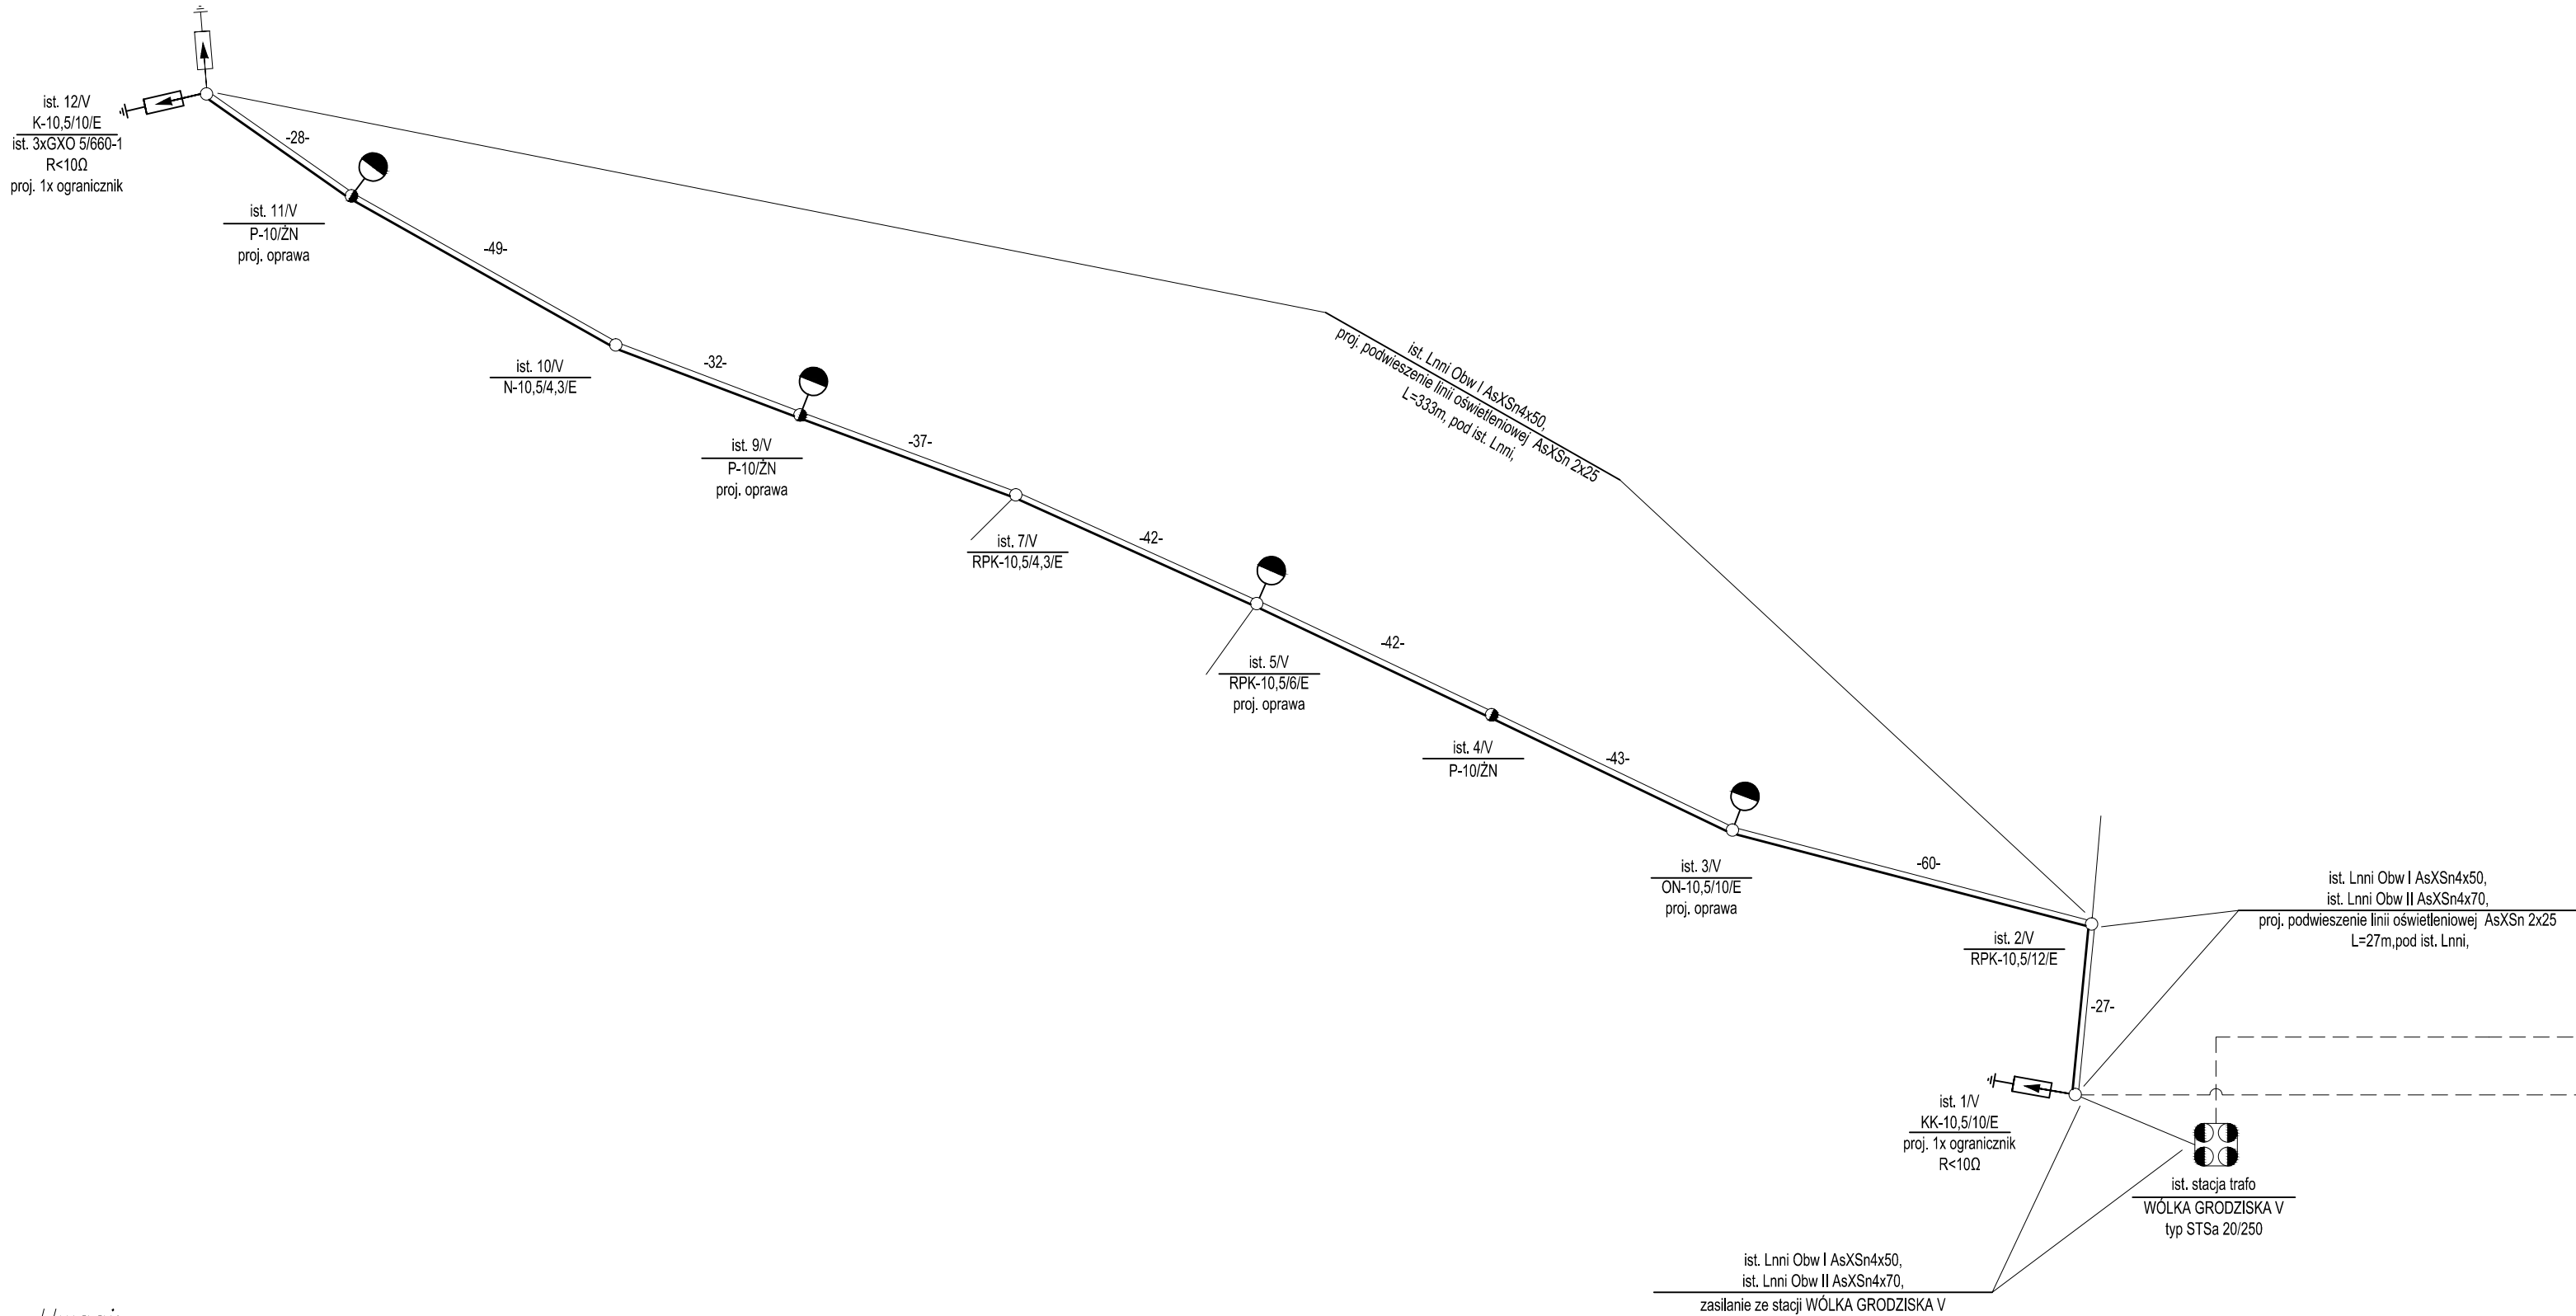 ist. 12/V
K-10,5/10/E
ist. 3xGXO 5/660-1
R<10Ω
proj. 1x ogranicznik
-28-
ist. 11/V
P-10/ŻN
proj. oprawa
-49-
ist. 10/V
N-10,5/4,3/E
-32-
ist. 9/V
P-10/ŻN
proj. oprawa
-37-
ist. 7/V
RPK-10,5/4,3/E
-42-
ist. Lnni Obw I AsXSn4x50,
proj. podwieszenie linii oświetleniowej AsXSn 2x25
L=333m, pod ist. Lnni,
ist. 5/V
RPK-10,5/6/E
proj. oprawa
-42-
ist. 4/V
P-10/ŻN
-43-
ist. 3/V
ON-10,5/10/E
proj. oprawa
-60-
ist. 2/V
RPK-10,5/12/E
ist. Lnni Obw I AsXSn4x50,
ist. Lnni Obw II AsXSn4x70,
proj. podwieszenie linii oświetleniowej AsXSn 2x25
L=27m,pod ist. Lnni,
-27-
ist. 1/V
KK-10,5/10/E
proj. 1x ogranicznik
R<10Ω
ist. stacja trafo
WÓLKA GRODZISKA V
typ STSa 20/250
ist. Lnni Obw I AsXSn4x50,
ist. Lnni Obw II AsXSn4x70,
zasilanie ze stacji WÓLKA GRODZISKA V